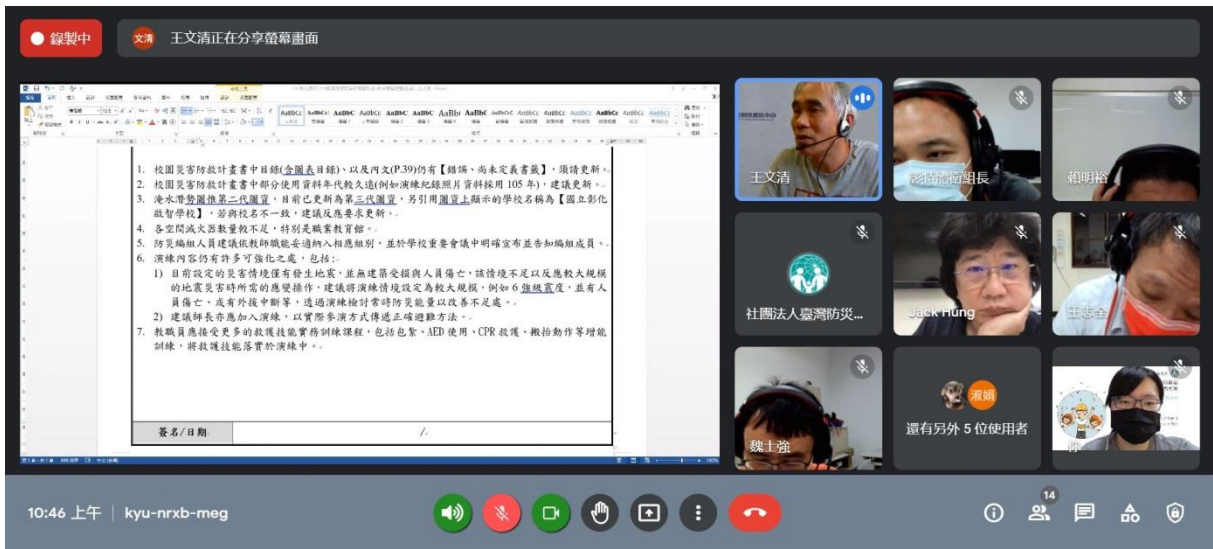 錄製中
文清
王文清正在分享螢幕畫面
1. 校園災害防救計畫書中目錄(含圖表目錄)、以及內文(P.39)仍有【錯誤、尚未定義書籤】,須請更新。
2. 校園災害防救計畫書中部分使用資料年代較久遠(例如演練紀錄照片資料採用 105 年),建議更新。
3. 淹水潛勢圖惟第二代圖資,目前已更新為第三代圖資,另引用圖資上顯示的學校名稱為【國立彰化
啟智學校】,若與校名不一致,建議反應要求更新。
4. 各空間滅火器數量較不足,特別是職業教育館。
5. 防災編組人員建議依教師職能妥適納入相應組別,並於學校重要會議中明確宣布並告知編組成員。
6. 演練內容仍有許多可強化之處,包括:
1) 目前設定的災害情境僅有發生地震,並無建築受損與人員傷亡,該情境不足以反應較大規模
的地震災害時所需的應變操作,建議將演練情境設定為較大規模,例如 6 強級震度,並有人
員傷亡、或有外援中斷等,透過演練檢討常時防災能量以改善不足處。
2) 建議師長亦應加入演練,以實際參演方式傳遞正確避難方法。
7. 教職員應接受更多的救護技能實務訓練課程,包括包紮、AED 使用、CPR 救護、搬抬動作等增能
訓練,將救護技能落實於演練中。
簽名/日期
/
王文清
彰特體衛組長
賴明裕
社團法人臺灣防災...
Jack Hung
王志全
魏士強
淑娟
還有另外 5 位使用者
你
10:46 上午 | kyu-nrxb-meg
14